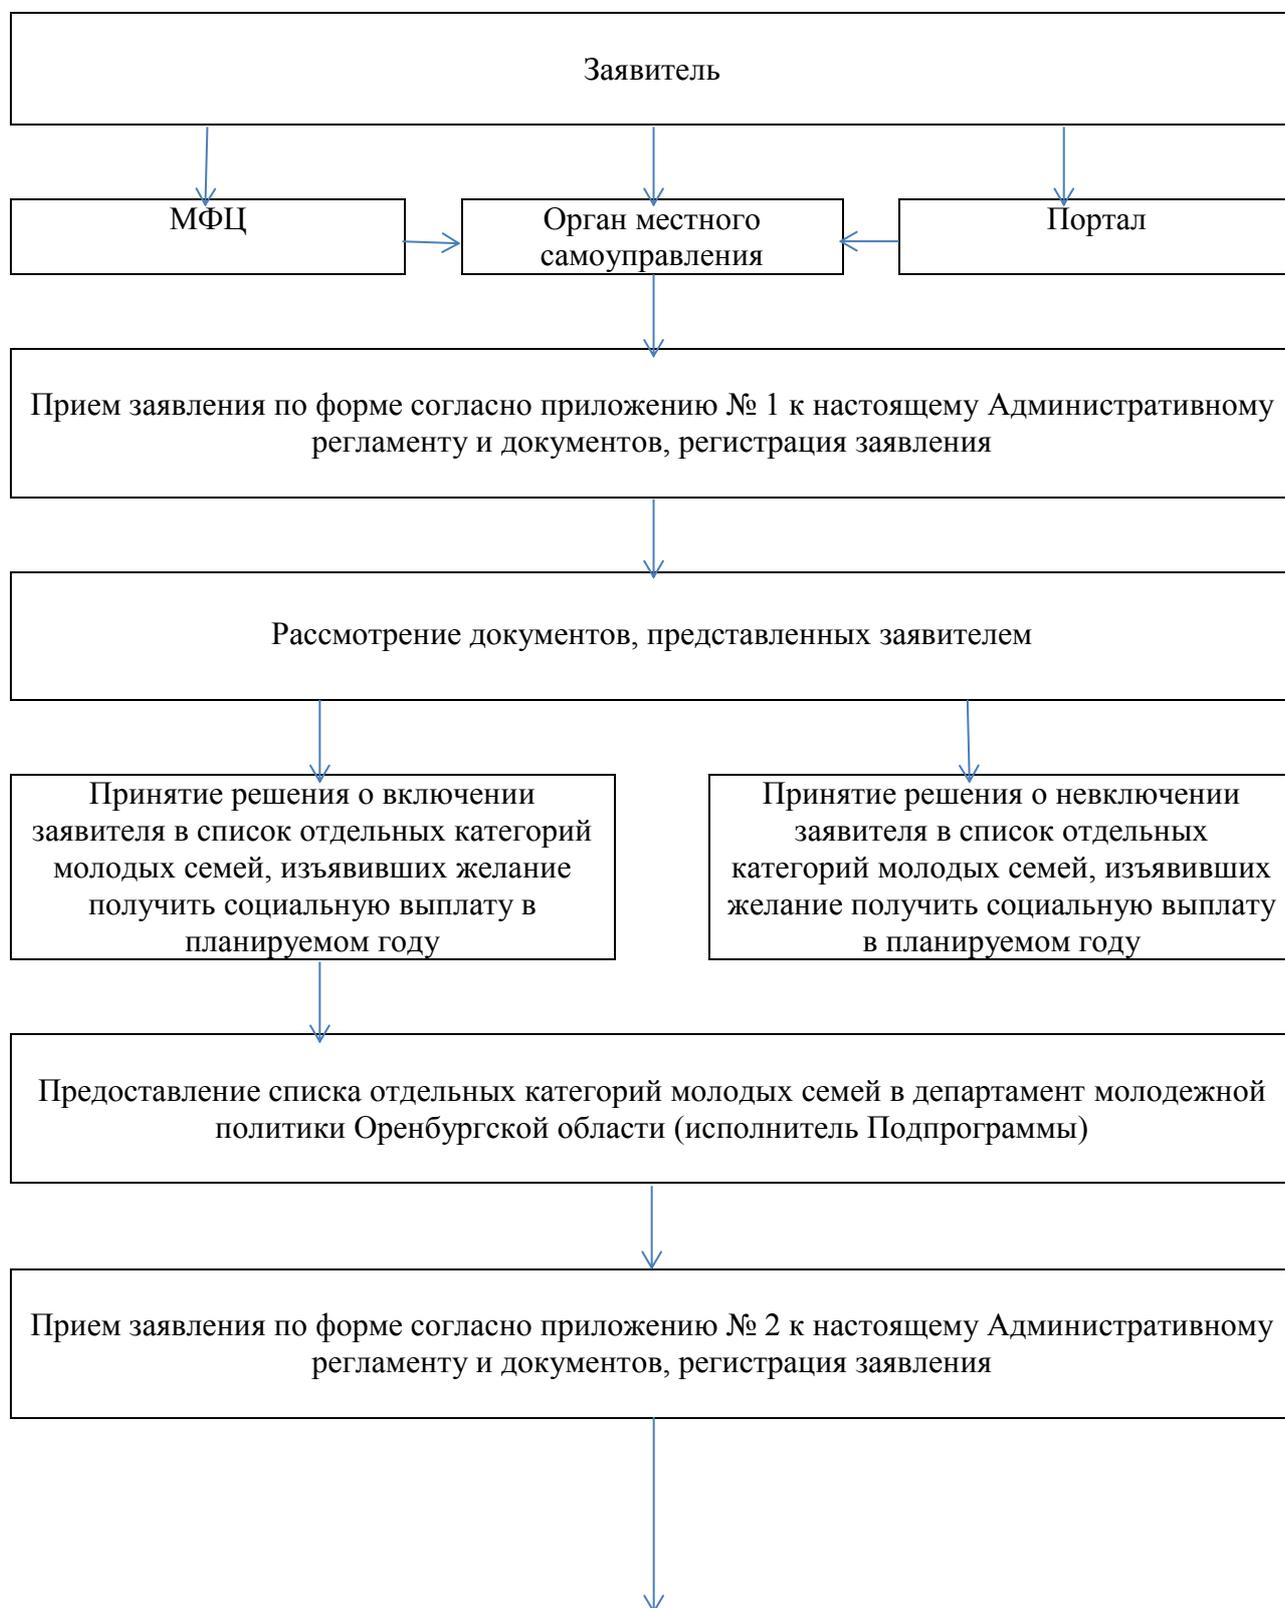 Заявитель
МФЦ
Орган местного
самоуправления
Портал
Прием заявления по форме согласно приложению № 1 к настоящему Административному
регламенту и документов, регистрация заявления
Рассмотрение документов, представленных заявителем
Принятие решения о включении
заявителя в список отдельных категорий
молодых семей, изъявивших желание
получить социальную выплату в
планируемом году
Принятие решения о невключении
заявителя в список отдельных
категорий молодых семей, изъявивших
желание получить социальную выплату
в планируемом году
Предоставление списка отдельных категорий молодых семей в департамент молодежной
политики Оренбургской области (исполнитель Подпрограммы)
Прием заявления по форме согласно приложению № 2 к настоящему Административному
регламенту и документов, регистрация заявления